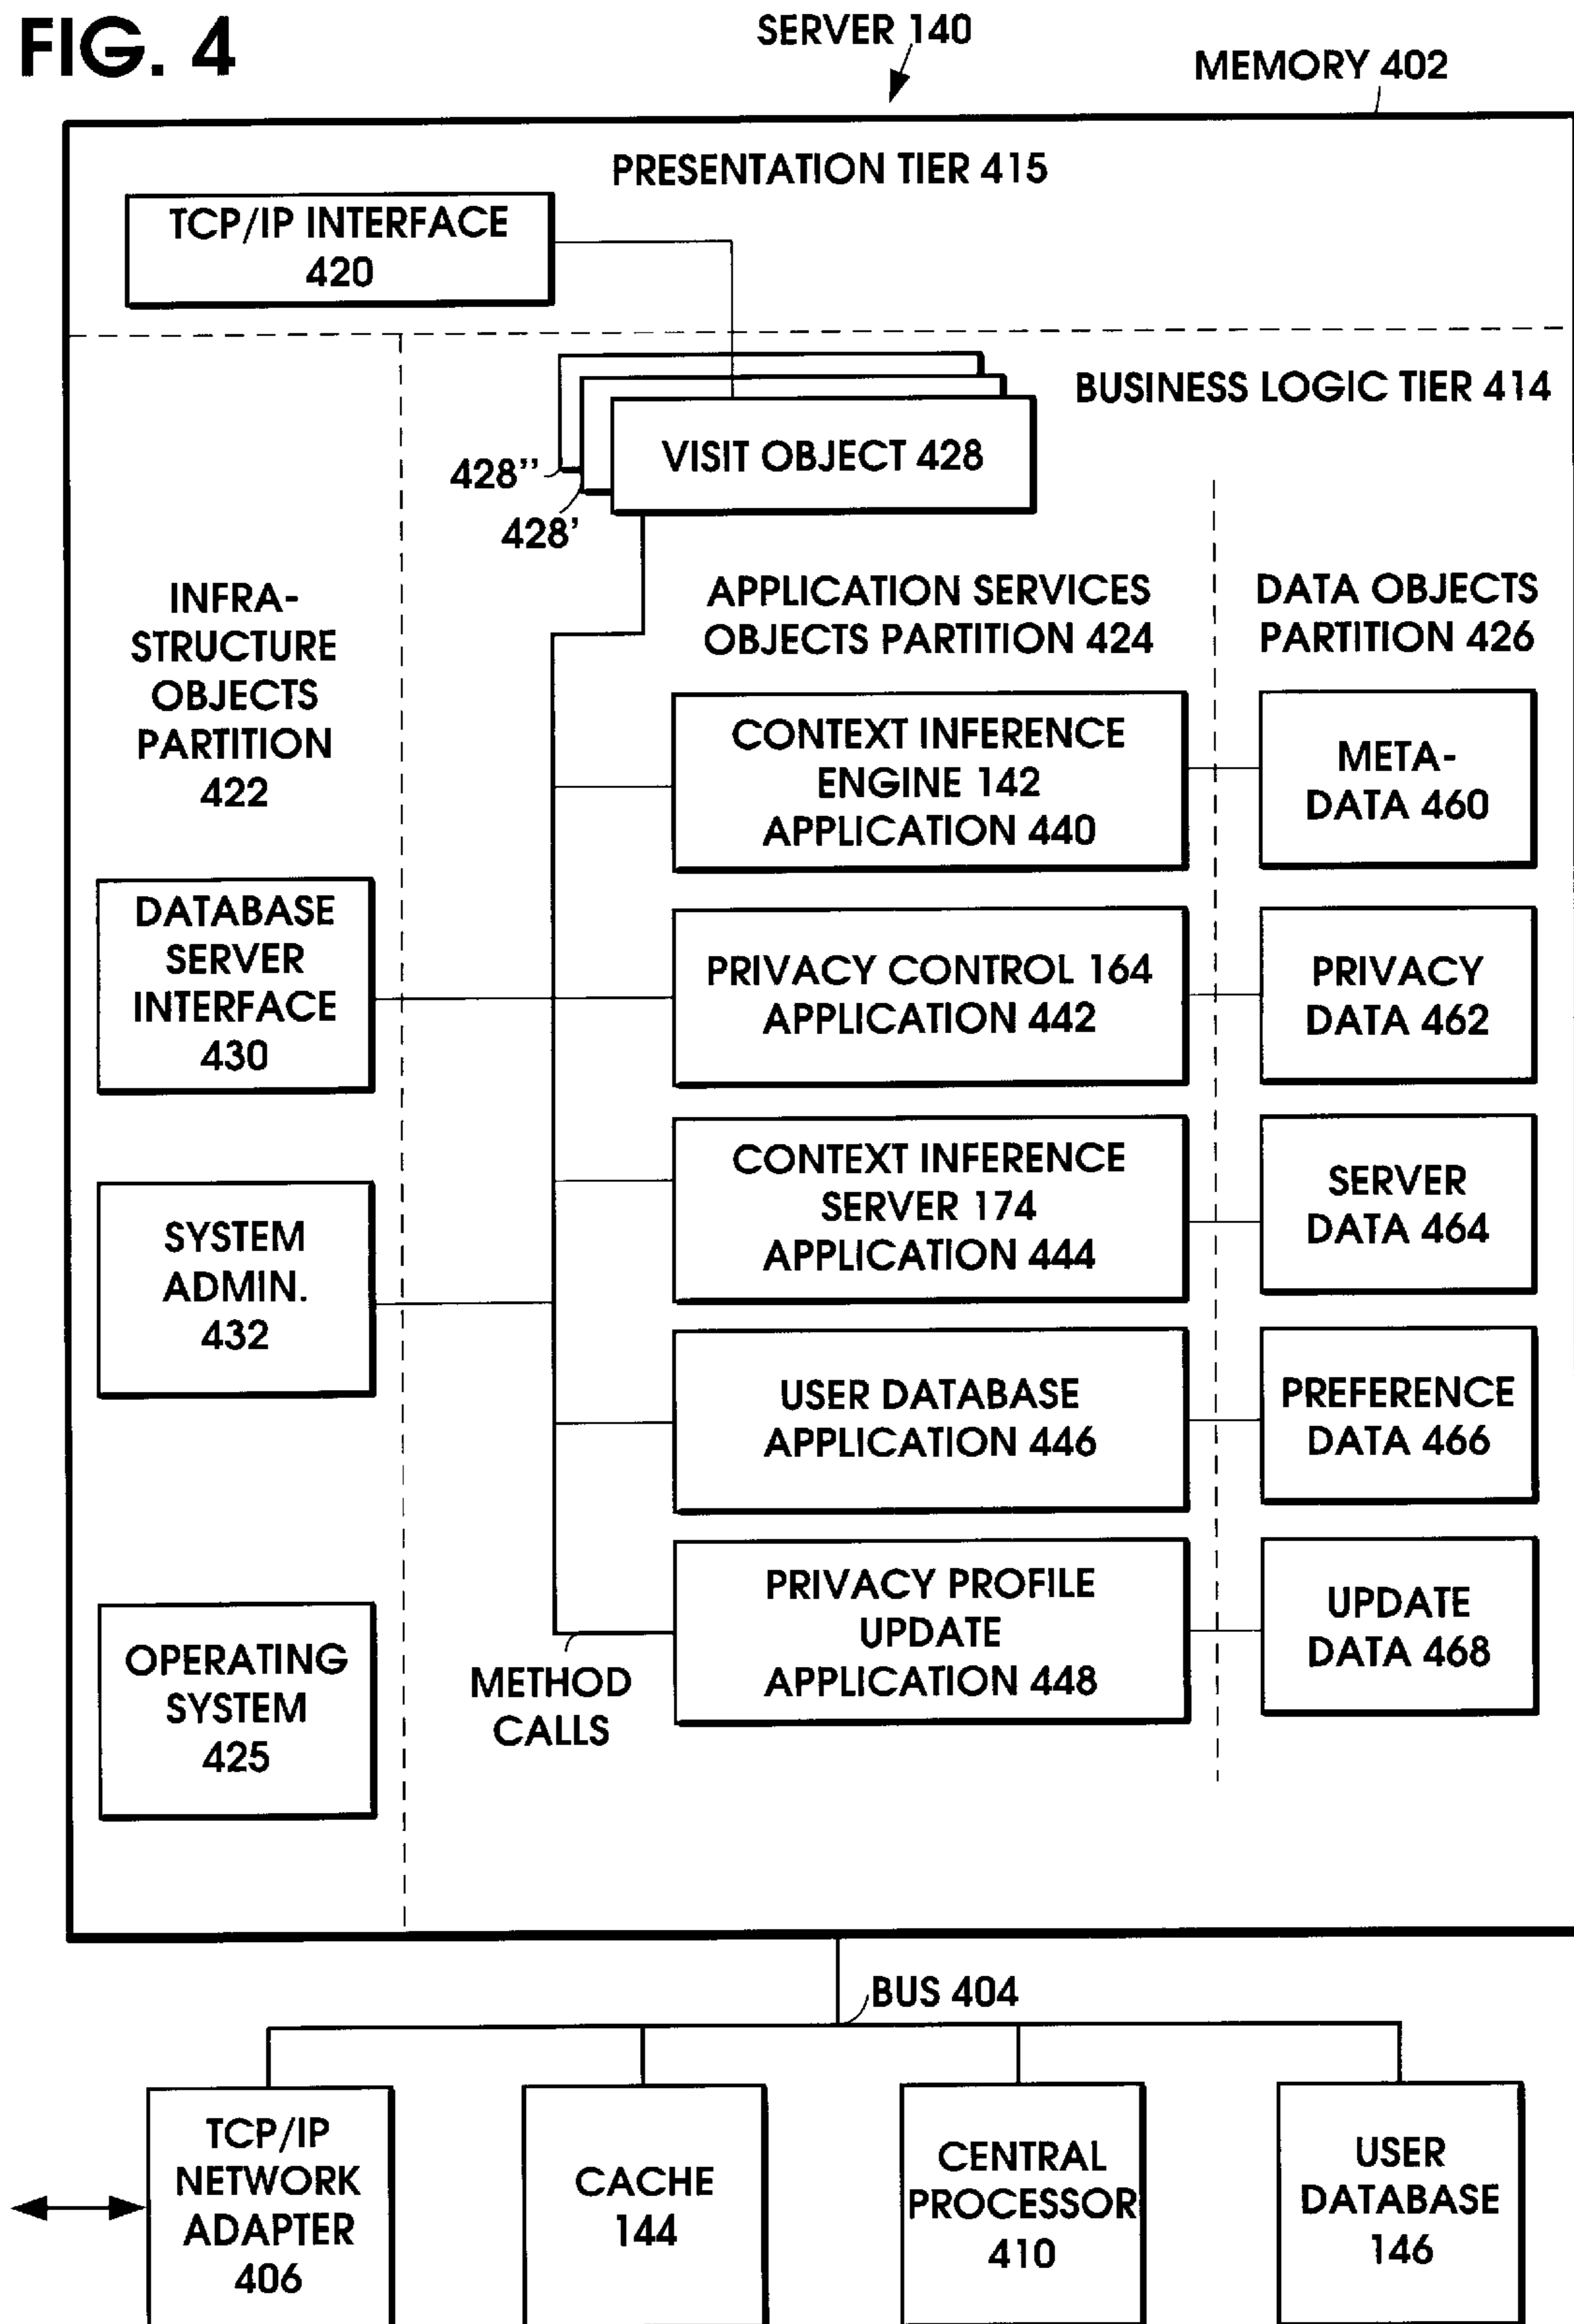 FIG. 4
SERVER 140
MEMORY 402
PRESENTATION TIER 415
TCP/IP INTERFACE
420
BUSINESS LOGIC TIER 414
VISIT OBJECT 428
428''
428'
INFRA-
STRUCTURE
OBJECTS
PARTITION
422
APPLICATION SERVICES
OBJECTS PARTITION 424
DATA OBJECTS
PARTITION 426
CONTEXT INFERENCE
ENGINE 142
APPLICATION 440
META-
DATA 460
DATABASE
SERVER
INTERFACE
430
PRIVACY CONTROL 164
APPLICATION 442
PRIVACY
DATA 462
CONTEXT INFERENCE
SERVER 174
APPLICATION 444
SERVER
DATA 464
SYSTEM
ADMIN.
432
USER DATABASE
APPLICATION 446
PREFERENCE
DATA 466
PRIVACY PROFILE
UPDATE
APPLICATION 448
UPDATE
DATA 468
OPERATING
SYSTEM
425
METHOD
CALLS
BUS 404
TCP/IP
NETWORK
ADAPTER
406
CACHE
144
CENTRAL
PROCESSOR
410
USER
DATABASE
146